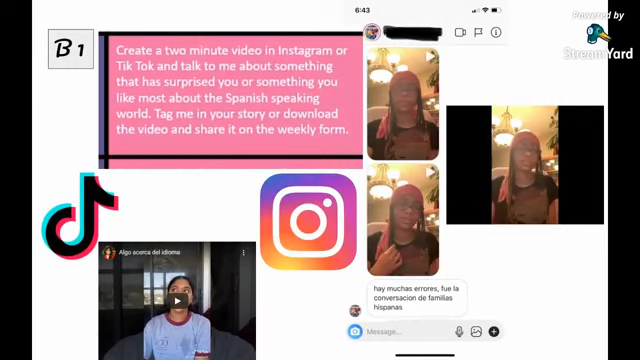 B1
Create a two minute video in Instagram or
Tik Tok and talk to me about something
that has surprised you or something you
like most about the Spanish speaking
world. Tag me in your story or download
the video and share it on the weekly form.
6:43
Powered by
StreamYard
Algo acerca del idioma
hay muchas errores, fue la
conversacion de familias
hispanas
Message...